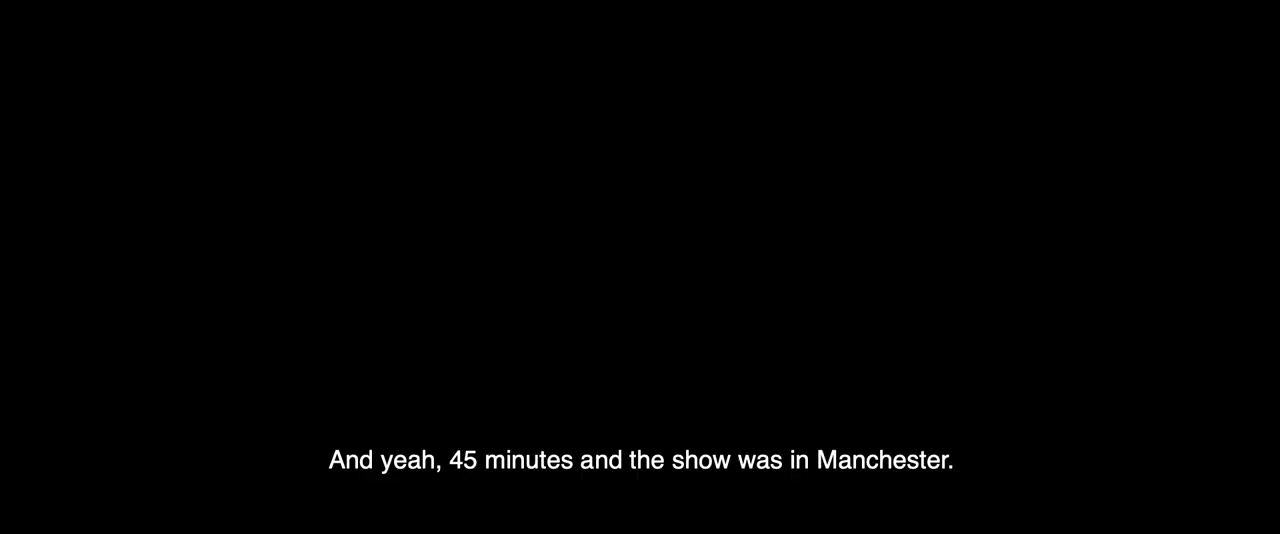 And yeah, 45 minutes and the show was in Manchester.